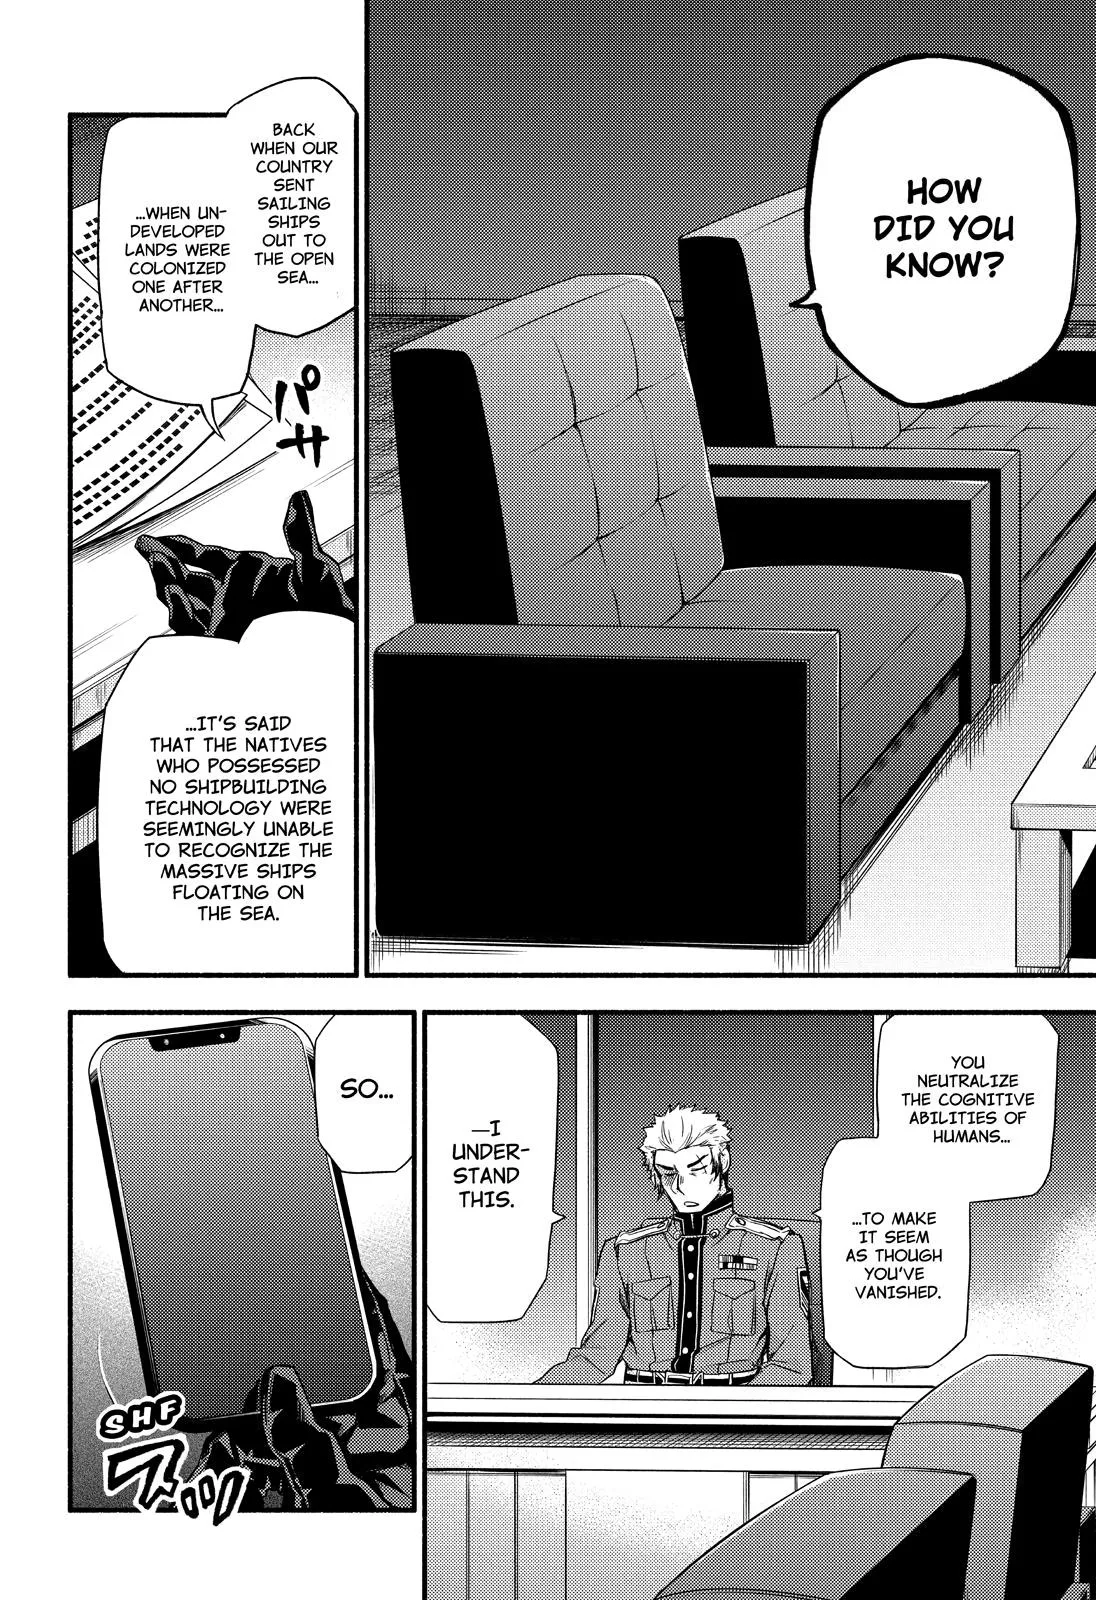 HOW
DID YOU
KNOW?
BACK
WHEN OUR
COUNTRY
SENT
SAILING
SHIPS
OUT TO
THE OPEN
SEA...
...WHEN UN-
DEVELOPED
LANDS WERE
COLONIZED
ONE AFTER
ANOTHER...
パサ
...IT'S SAID
THAT THE NATIVES
WHO POSSESSED
NO SHIPBUILDING
TECHNOLOGY WERE
SEEMINGLY UNABLE
TO RECOGNIZE THE
MASSIVE SHIPS
FLOATING ON
THE SEA.
YOU
NEUTRALIZE
THE COGNITIVE
ABILITIES OF
HUMANS...
...TO MAKE
IT SEEM
AS THOUGH
YOU'VE
VANISHED.
—I
UNDER-
STAND
THIS.
SO...
SHF